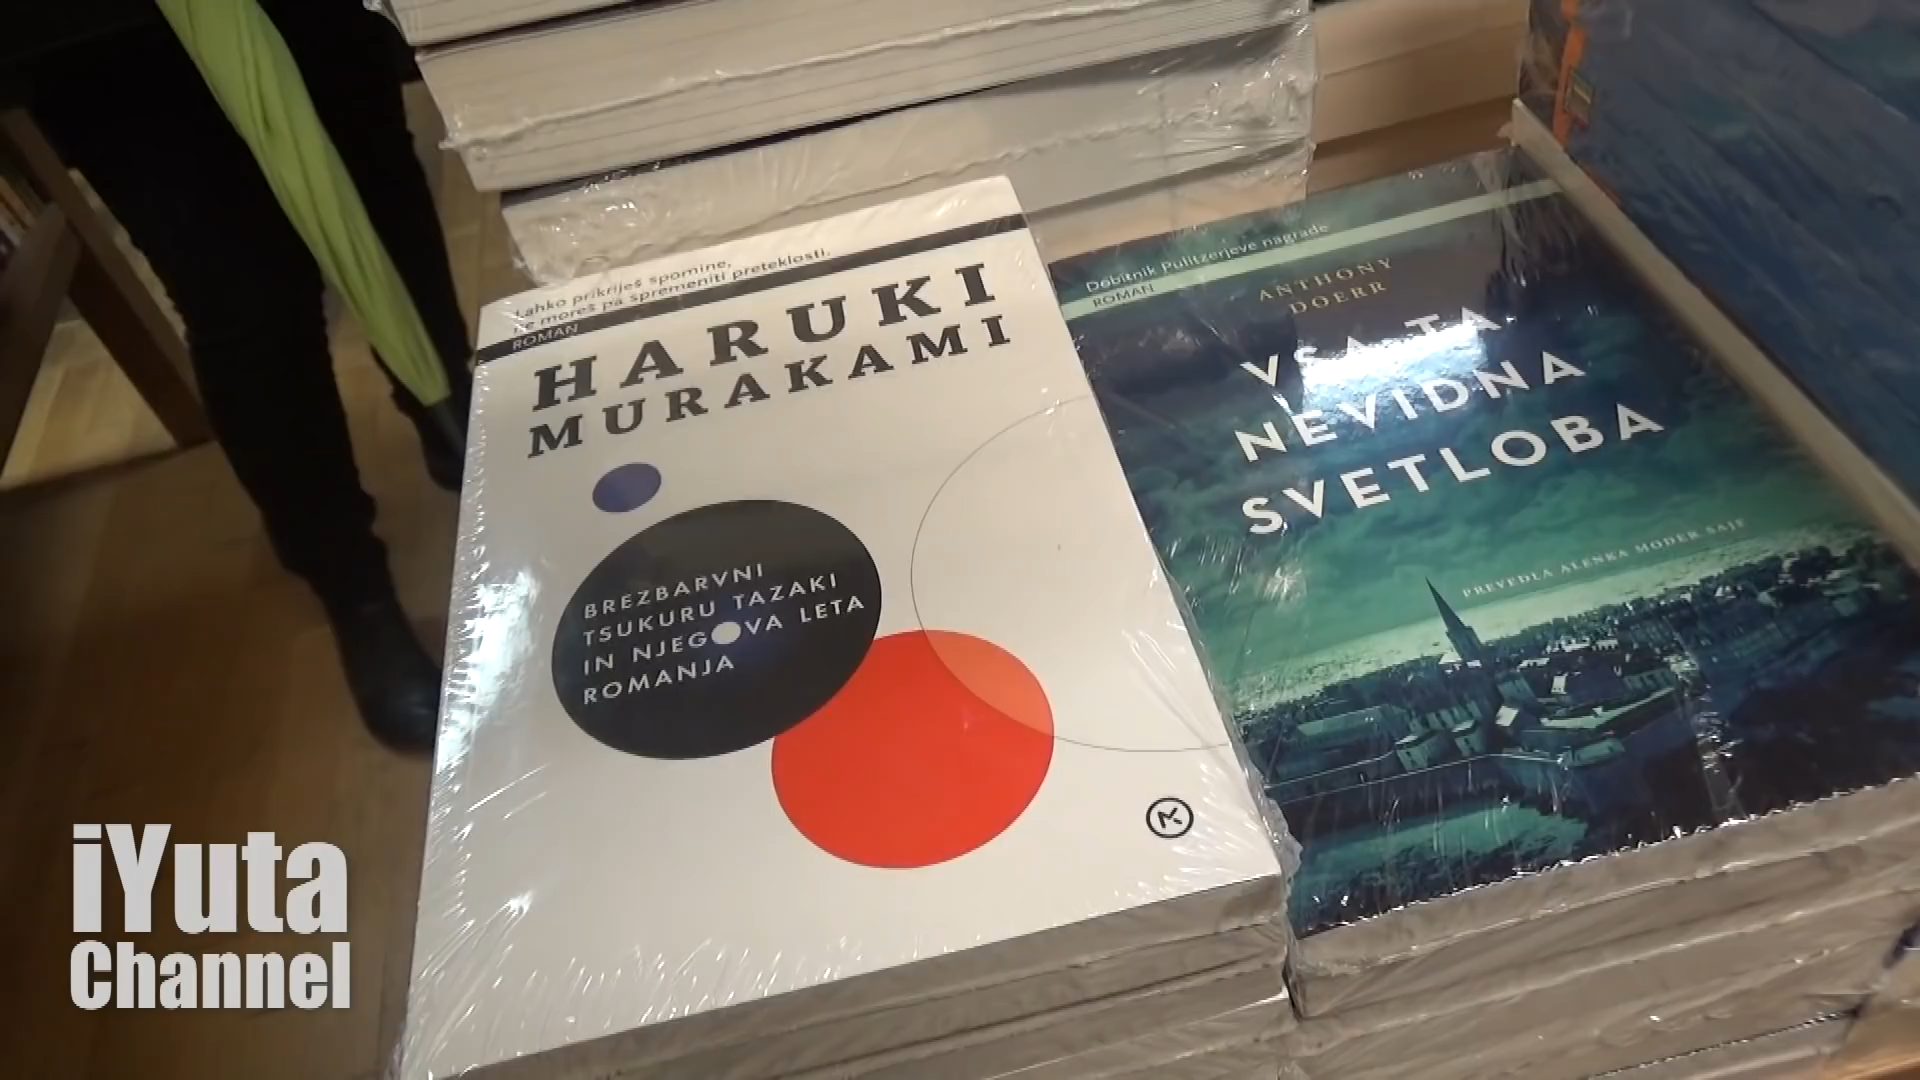 Lahko prikriješ spomine,
ne moreš pa spremeniti preteklosti.
ROMAN
HARUKI
MURAKAMI
BREZBARVNI
TSUKURU TAZAKI
IN NJEGOVA LETA
ROMANJA
Dobitnik Pulitzerjeve nagrade
ROMAN
ANTHONY
DOERR
VSA TA
NEVIDNA
SVETLOBA
PREVEDLA ALENKA MODER SAJE
iYuta
Channel